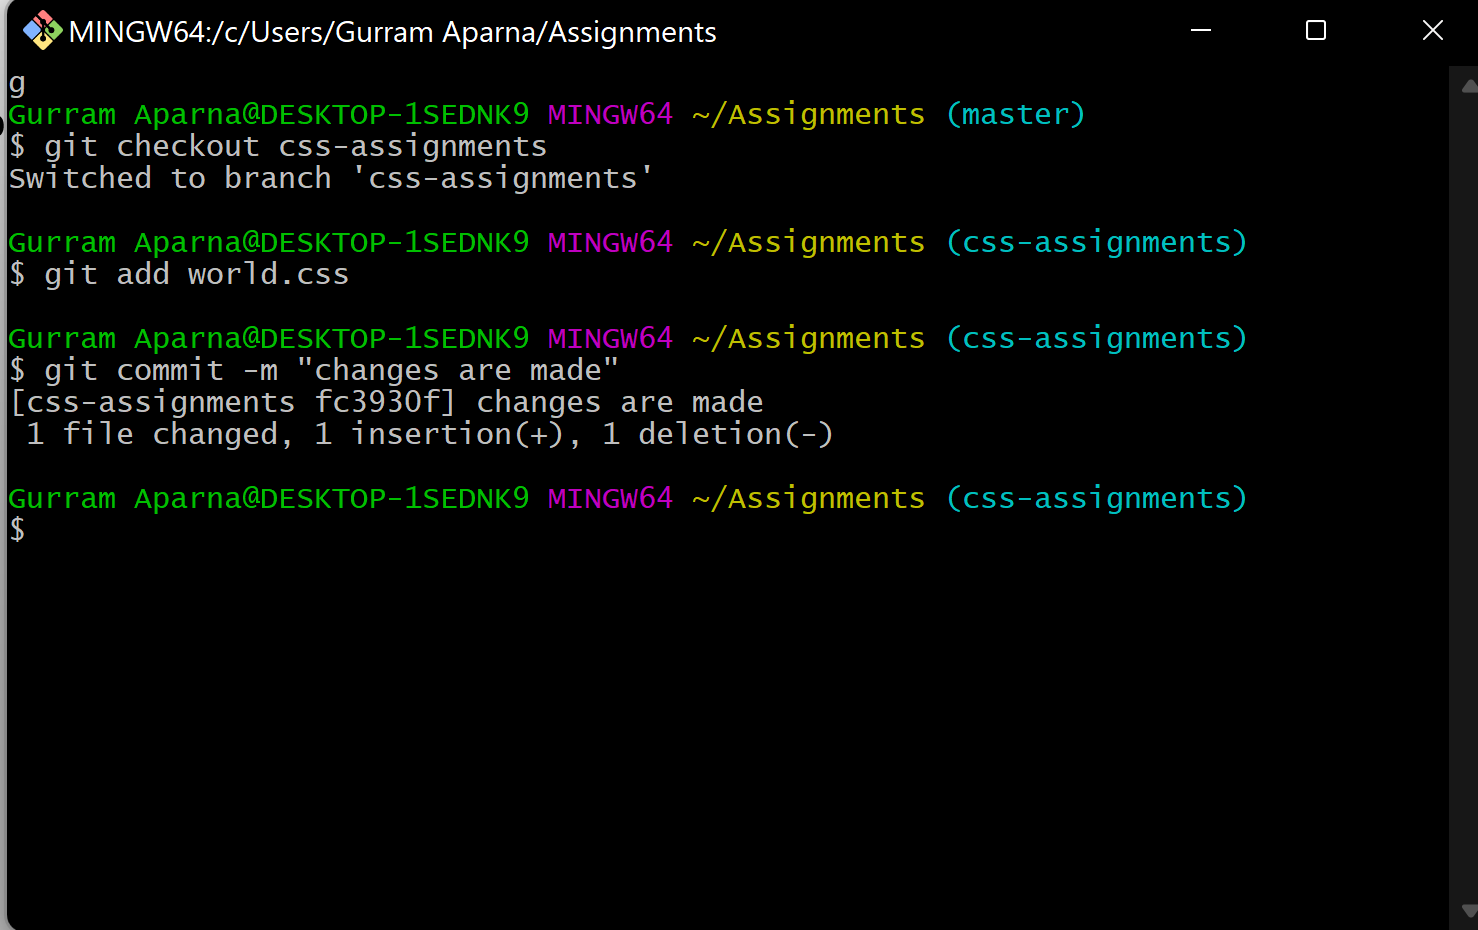 MINGW64:/c/Users/Gurram Aparna/Assignments
g
Gurram Aparna@DESKTOP-1SEDNK9 MINGW64 ~/Assignments (master)
$ git checkout css-assignments
Switched to branch 'css-assignments'
Gurram Aparna@DESKTOP-1SEDNK9 MINGW64 ~/Assignments (css-assignments)
$ git add world.css
Gurram Aparna@DESKTOP-1SEDNK9 MINGW64 ~/Assignments (css-assignments)
$ git commit -m "changes are made"
[css-assignments fc3930f] changes are made
 1 file changed, 1 insertion(+), 1 deletion(-)
Gurram Aparna@DESKTOP-1SEDNK9 MINGW64 ~/Assignments (css-assignments)
$